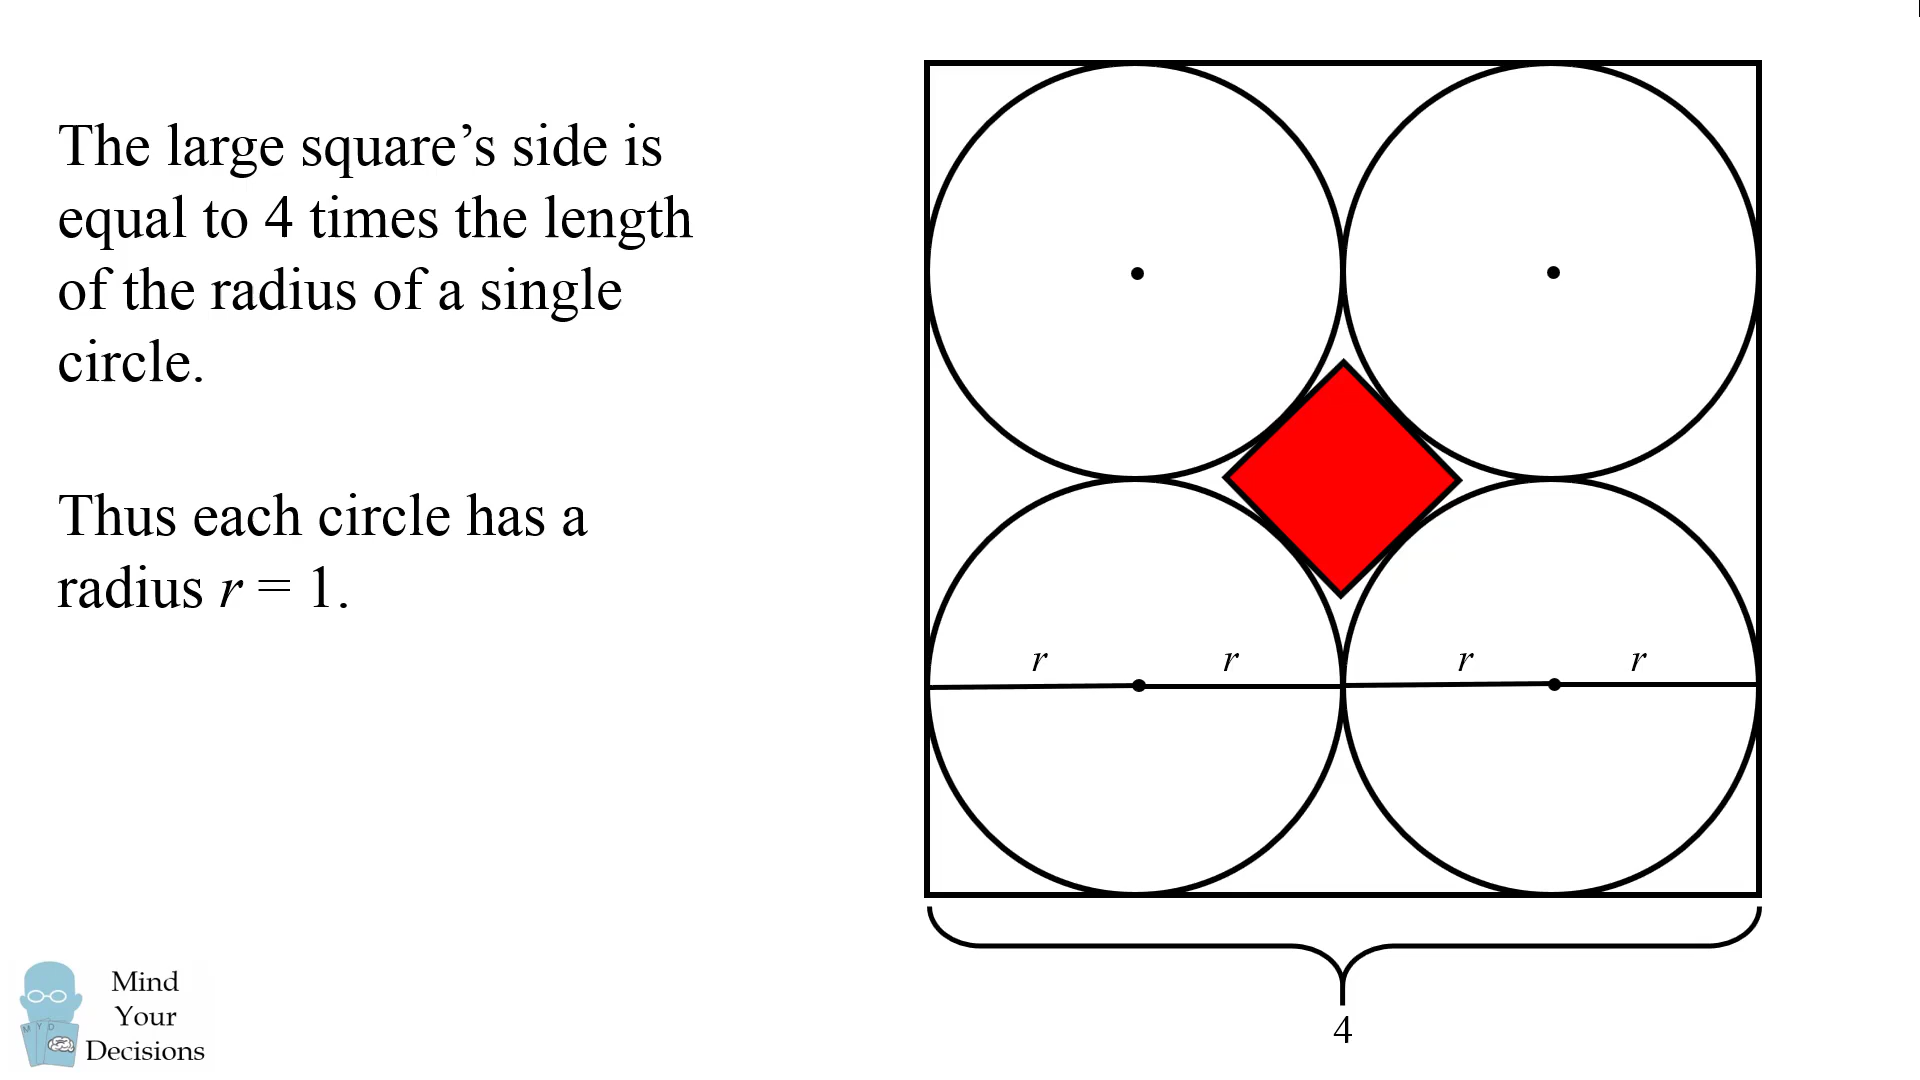 The large square’s side is
equal to 4 times the length
of the radius of a single
circle.
Thus each circle has a
radius r = 1.
r r r r
4
Mind
Your
Decisions
M Y D